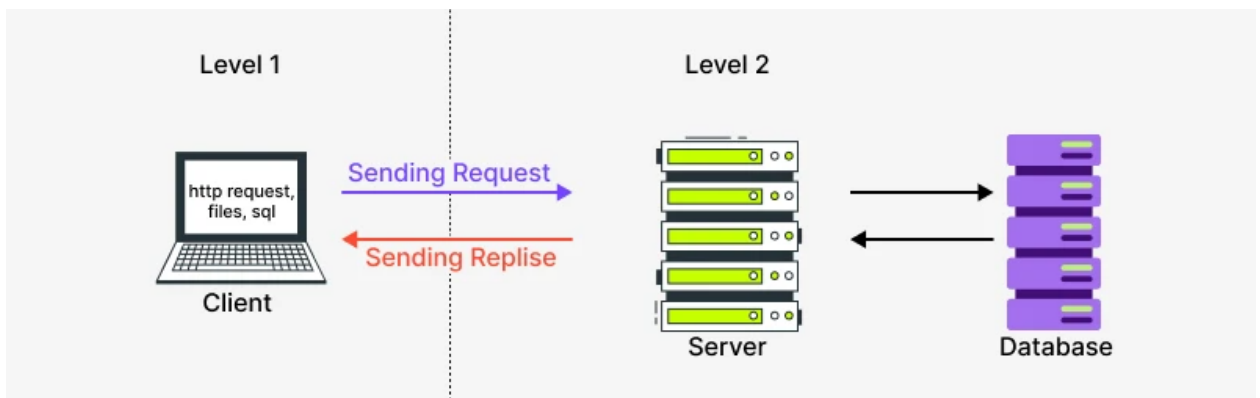 Level 1
Level 2
Sending Request
http request,
files, sql
Sending Replise
Client
Server
Database